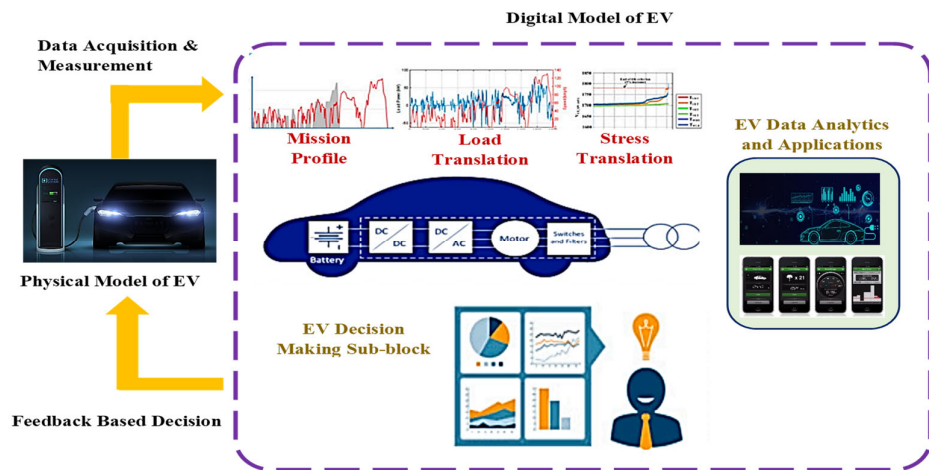 Digital Model of EV
Data Acquisition &
Measurement
Mission
Profile
Load
Translation
Stress
Translation
EV Data Analytics
and Applications
DC
DC
DC
AC
Motor
Switches
and Filters
Battery
Physical Model of EV
EV Decision
Making Sub-block
Feedback Based Decision